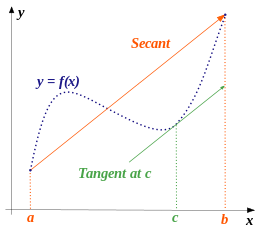 y
Secant
y = f(x)
Tangent at c
a
c
b
x